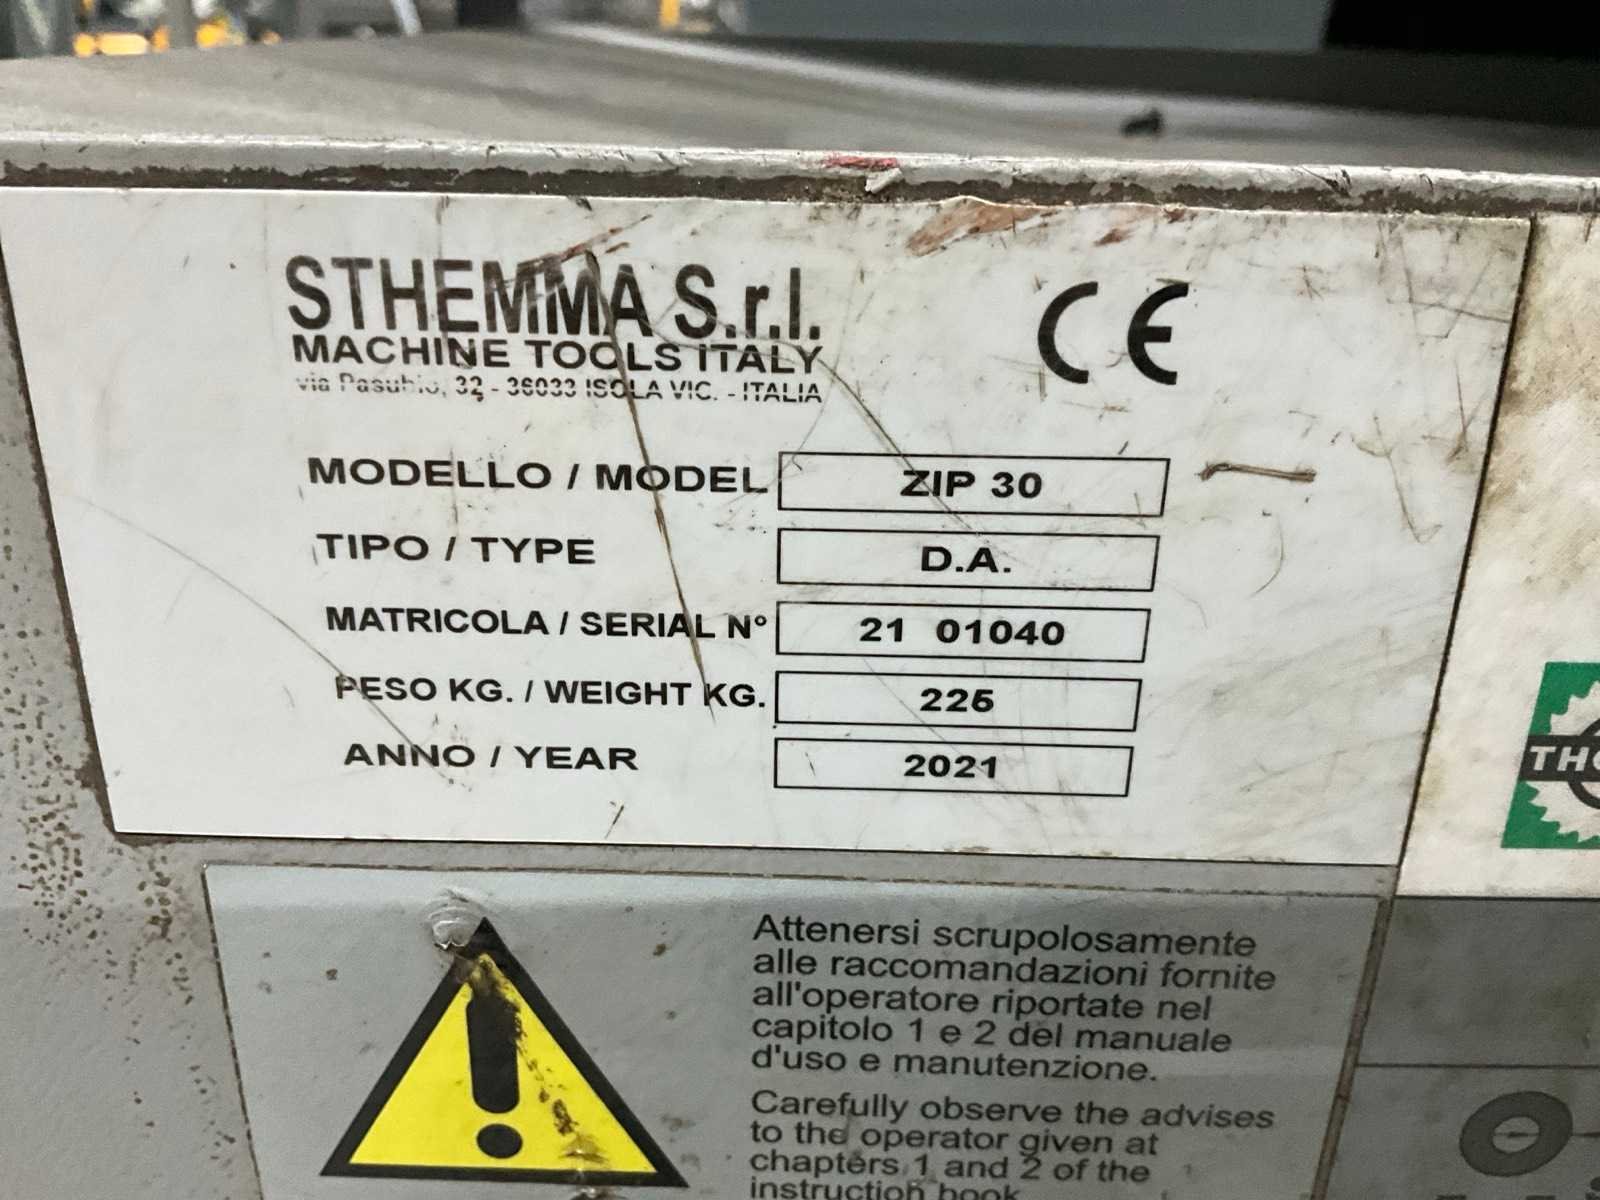 STHEMMA S.r.l.
MACHINE TOOLS ITALY
via Pasubio, 32 - 36033 ISOLA VIC. - ITALIA
CE
MODELLO / MODEL ZIP 30
TIPO / TYPE D.A.
MATRICOLA / SERIAL N° 21 01040
PESO KG. / WEIGHT KG. 225
ANNO / YEAR 2021
Attenersi scrupolosamente
alle raccomandazioni fornite
all'operatore riportate nel
capitolo 1 e 2 del manuale
d'uso e manutenzione.
Carefully observe the advises
to the operator given at
chapters 1 and 2 of the
instruction book